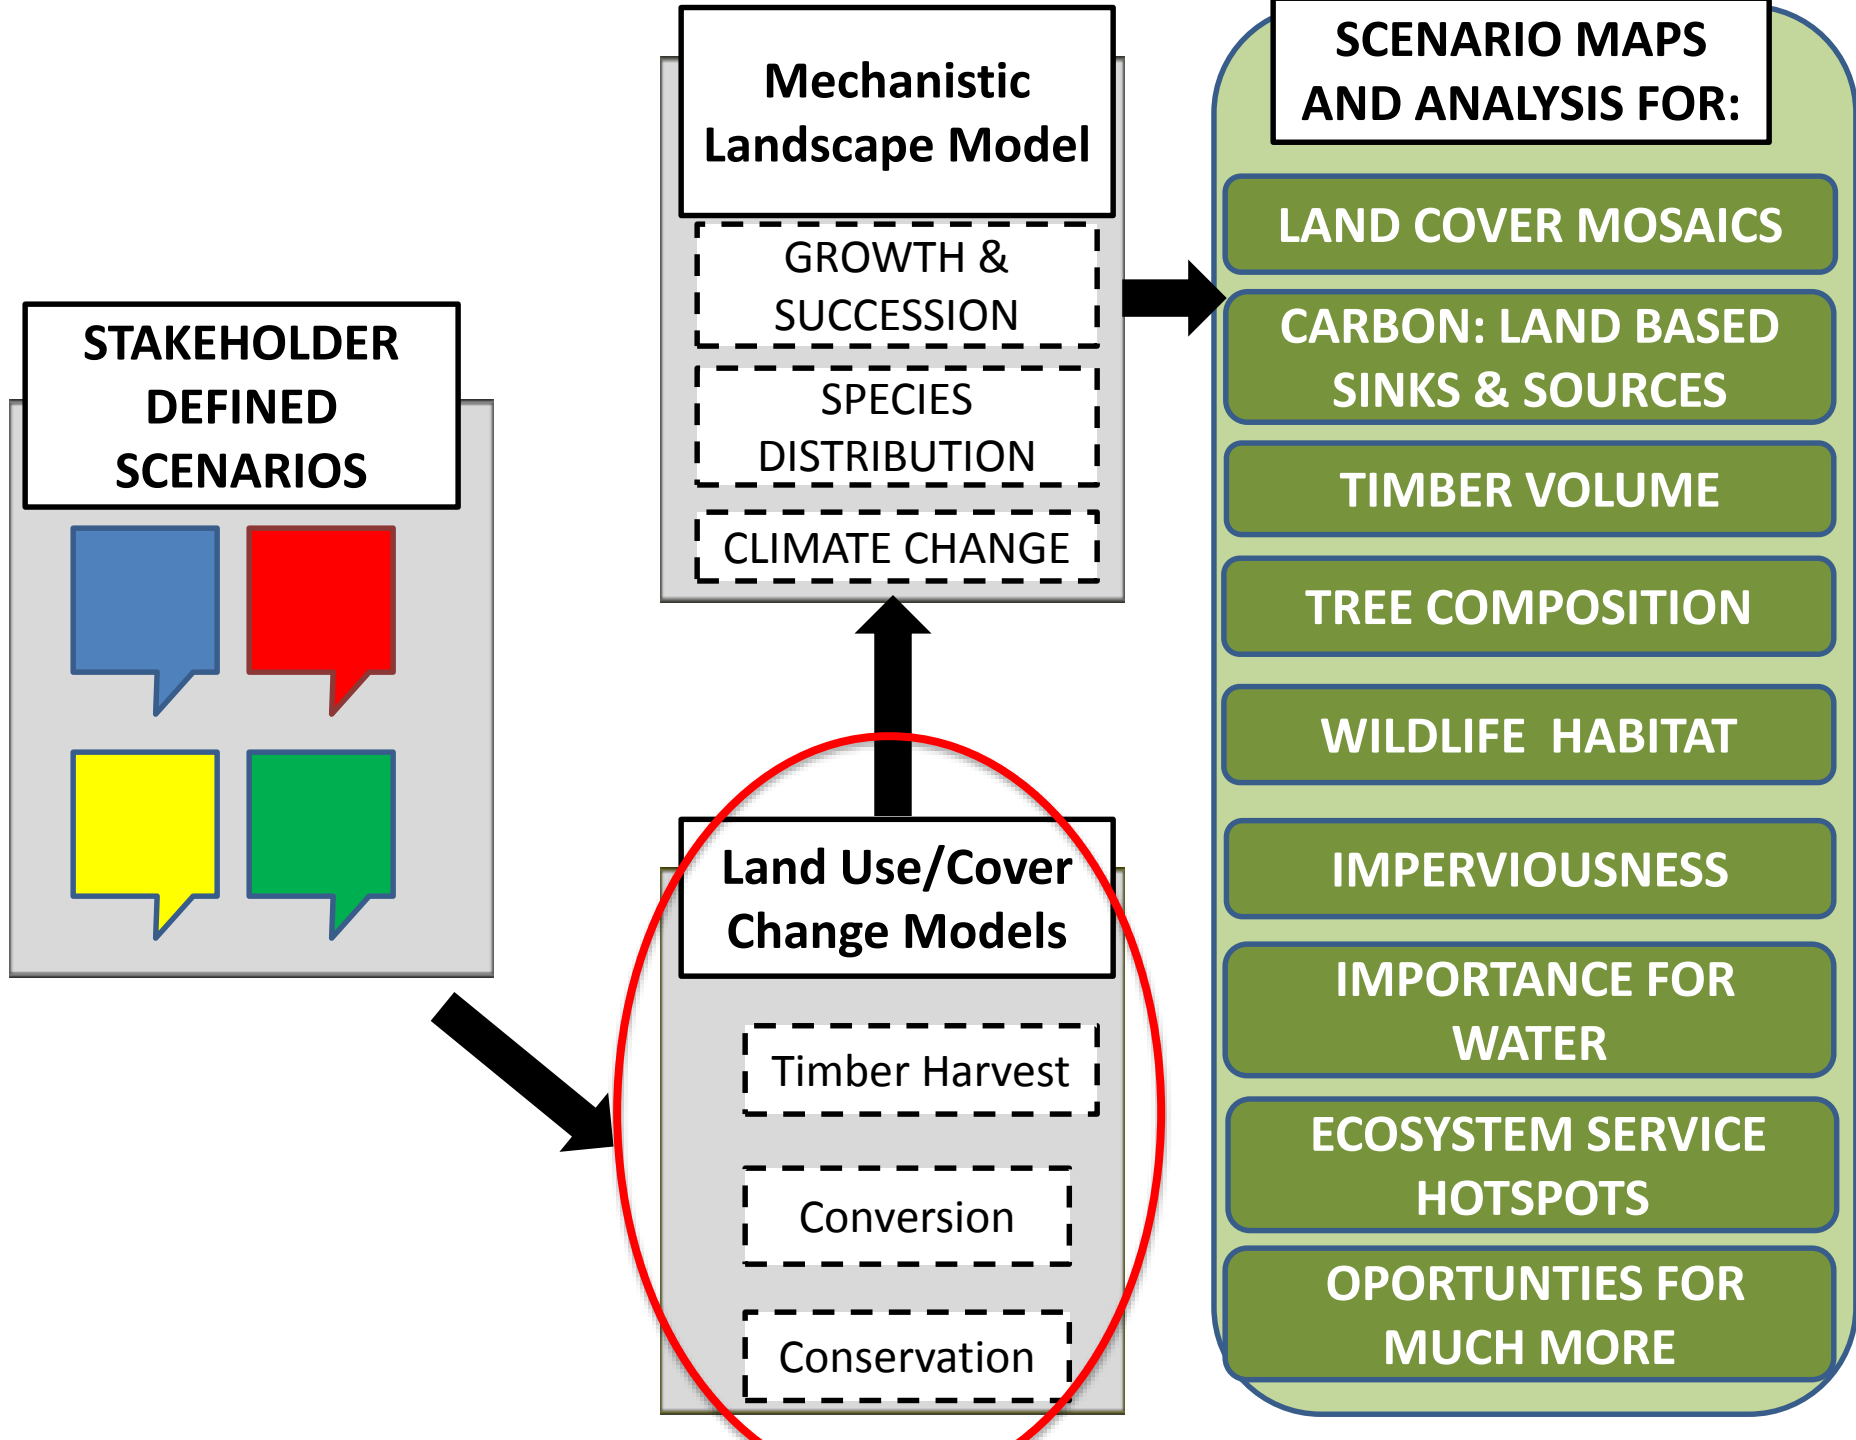 STAKEHOLDER
DEFINED
SCENARIOS
Mechanistic
Landscape Model
GROWTH &
SUCCESSION
SPECIES
DISTRIBUTION
CLIMATE CHANGE
Land Use/Cover
Change Models
Timber Harvest
Conversion
Conservation
SCENARIO MAPS
AND ANALYSIS FOR:
LAND COVER MOSAICS
CARBON: LAND BASED
SINKS & SOURCES
TIMBER VOLUME
TREE COMPOSITION
WILDLIFE HABITAT
IMPERVIOUSNESS
IMPORTANCE FOR
WATER
ECOSYSTEM SERVICE
HOTSPOTS
OPORTUNTIES FOR
MUCH MORE